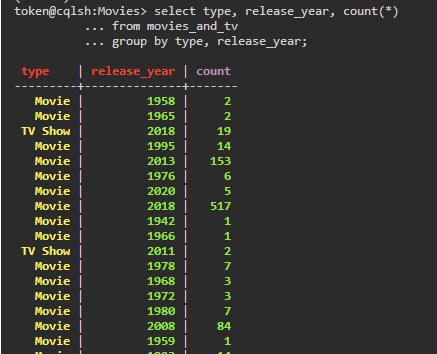 token@cqlsh:Movies> select type, release_year, count(*)
... from movies_and_tv
... group by type, release_year;
type | release_year | count
---------+--------------+-------
Movie | 1958 | 2
Movie | 1965 | 2
TV Show | 2018 | 19
Movie | 1995 | 14
Movie | 2013 | 153
Movie | 1976 | 6
Movie | 2020 | 5
Movie | 2018 | 517
Movie | 1942 | 1
Movie | 1966 | 1
TV Show | 2011 | 2
Movie | 1978 | 7
Movie | 1968 | 3
Movie | 1972 | 3
Movie | 1980 | 7
Movie | 2008 | 84
Movie | 1959 | 1
Movie |